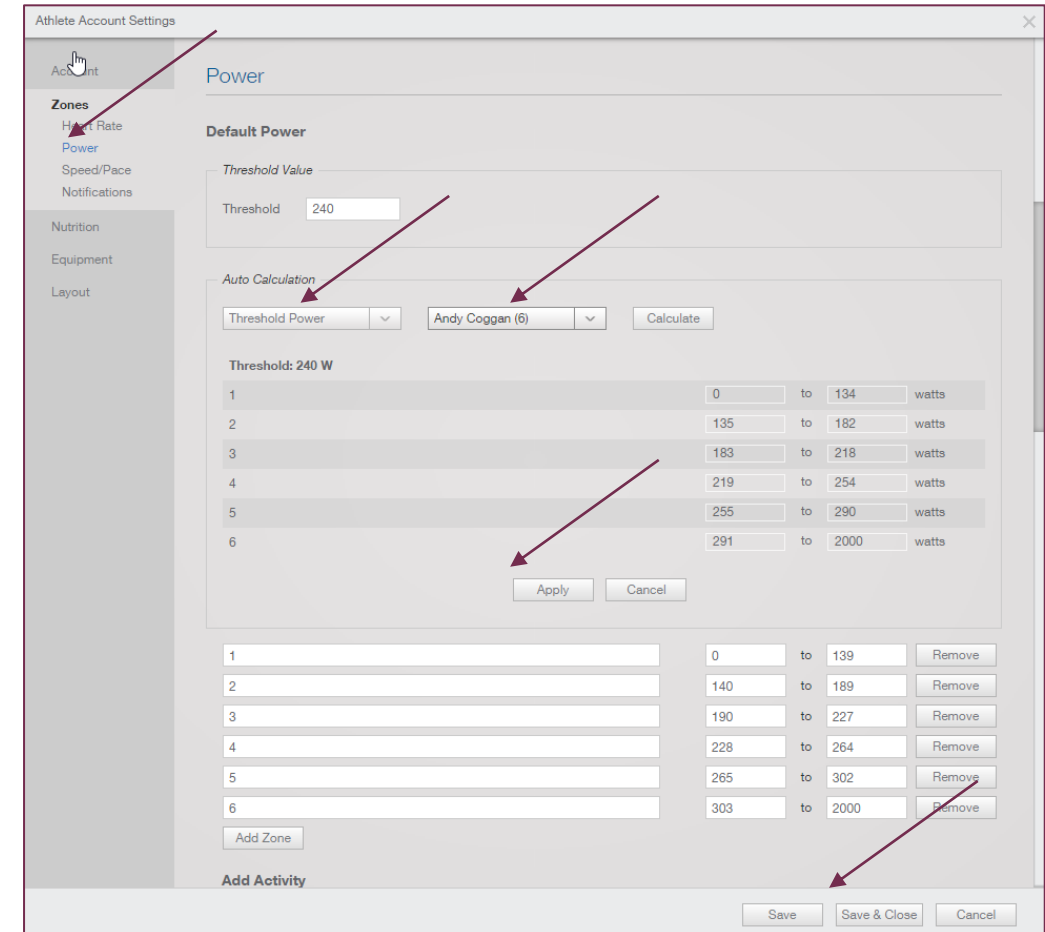 Athlete Account Settings
Account
Zones
Heart Rate
Power
Speed/Pace
Notifications
Nutrition
Equipment
Layout
Power
Default Power
Threshold Value
Threshold 240
Auto Calculation
Threshold Power Andy Coggan (6) Calculate
Threshold: 240 W
1 0 to 134 watts
2 135 to 182 watts
3 183 to 218 watts
4 219 to 254 watts
5 255 to 290 watts
6 291 to 2000 watts
Apply Cancel
1 0 to 139 Remove
2 140 to 189 Remove
3 190 to 227 Remove
4 228 to 264 Remove
5 265 to 302 Remove
6 303 to 2000 Remove
Add Zone
Add Activity
Save Save & Close Cancel